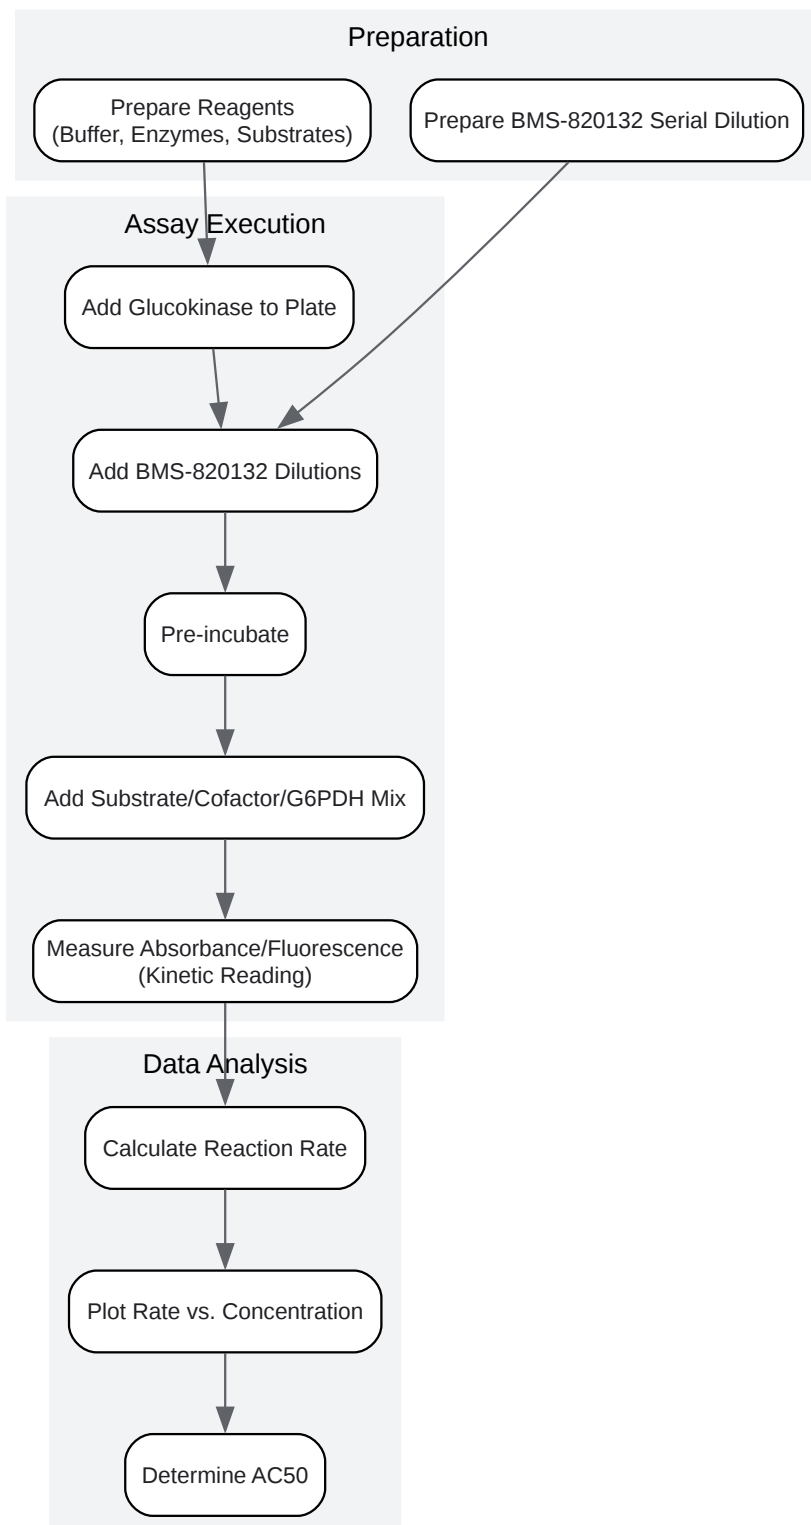 Preparation
Prepare Reagents
(Buffer, Enzymes, Substrates)
Prepare BMS-820132 Serial Dilution
Assay Execution
Add Glucokinase to Plate
Add BMS-820132 Dilutions
Pre-incubate
Add Substrate/Cofactor/G6PDH Mix
Measure Absorbance/Fluorescence
(Kinetic Reading)
Data Analysis
Calculate Reaction Rate
Plot Rate vs. Concentration
Determine AC50